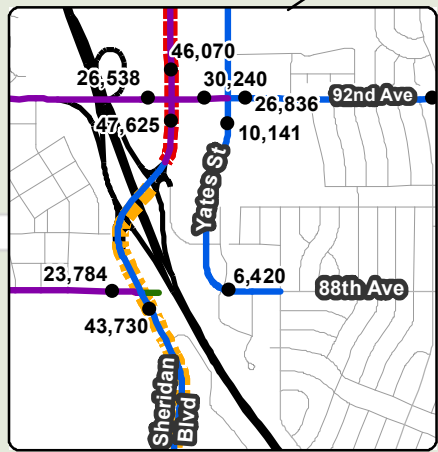 46,070
26,538
30,240
92nd Ave
26,836
47,625
10,141
Yates St
23,784
6,420
88th Ave
43,730
Sheridan
Blvd